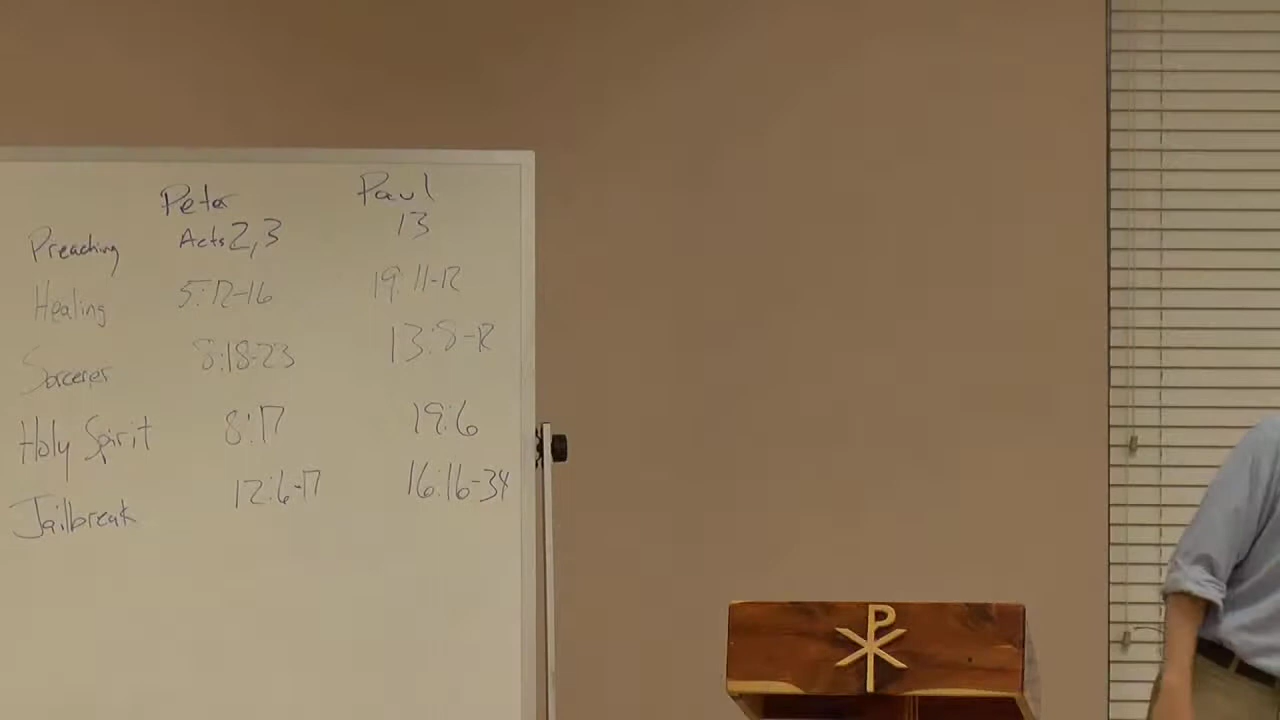 Peter Paul
Preaching Acts 2,3 13
Healing 5:12-16 19:11-12
Sorcerer 8:18-23 13:8-12
Holy Spirit 8:17 19:6
Jailbreak 12:6-17 16:16-34